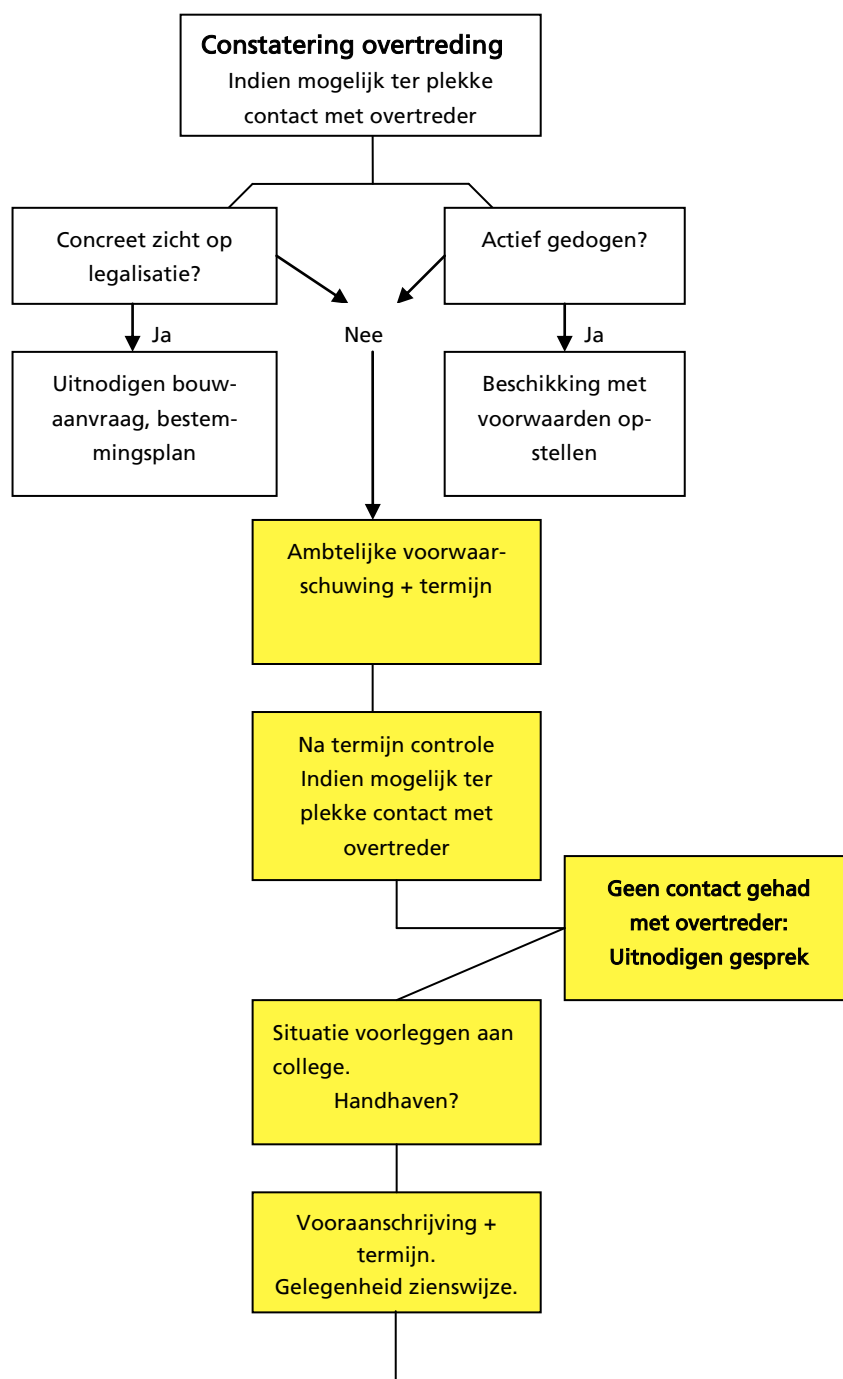 Constatering overtreding
Indien mogelijk ter plekke
contact met overtreder
Concreet zicht op
legalisatie?
Actief gedogen?
Ja
Nee
Ja
Uitnodigen bouw-
aanvraag, bestem-
mingsplan
Beschikking met
voorwaarden op-
stellen
Ambtelijke voorwaar-
schuwing + termijn
Na termijn controle
Indien mogelijk ter
plekke contact met
overtreder
Geen contact gehad
met overtreder:
Uitnodigen gesprek
Situatie voorleggen aan
college.
Handhaven?
Vooraanschrijving +
termijn.
Gelegenheid zienswijze.